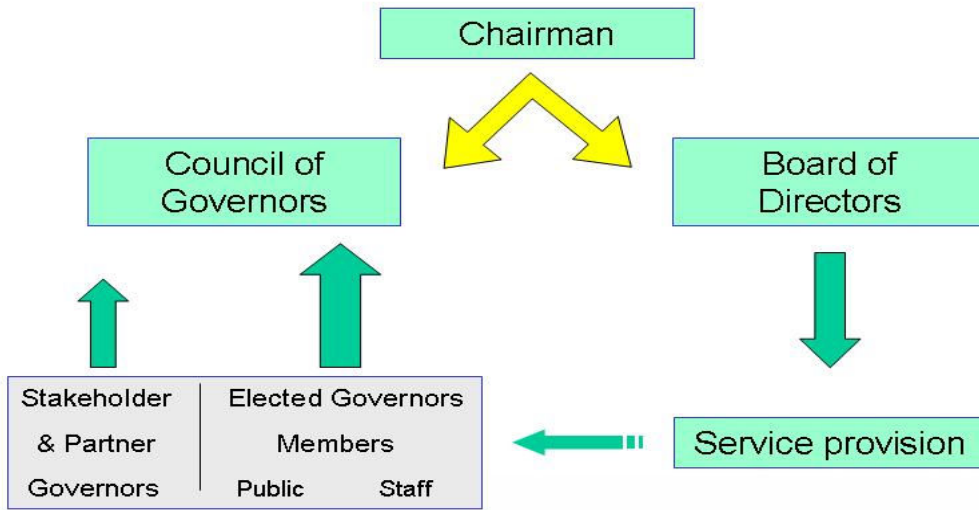 Chairman
Council of
Governors
Board of
Directors
Stakeholder
& Partner
Governors
Elected Governors
Members
Public Staff
Service provision